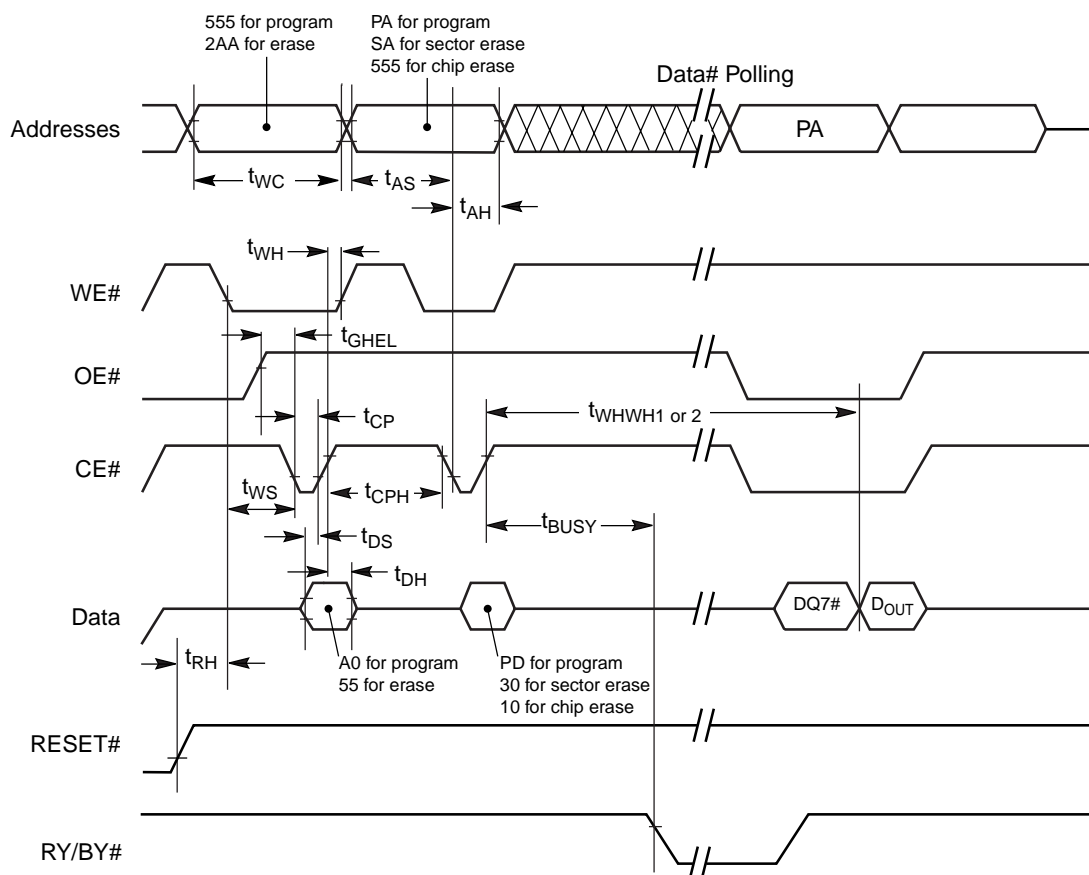 555 for program
2AA for erase
PA for program
SA for sector erase
555 for chip erase
Data# Polling
Addresses
PA
tWC
tAS
tAH
tWH
WE#
tGHEL
OE#
tWHWH1 or 2
tCP
CE#
tWS
tCPH
tBUSY
tDS
tDH
Data
DQ7#
DOUT
tRH
A0 for program
55 for erase
PD for program
30 for sector erase
10 for chip erase
RESET#
RY/BY#